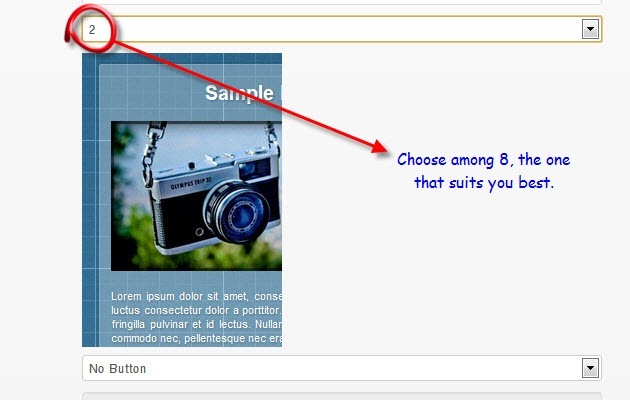 2
Sample
OLYMPUS TRIP 35
Choose among 8, the one
that suits you best.
Lorem ipsum dolor sit amet, conse
luctus consectetur dolor a porttitor.
fringilla pulvinar et id lectus. Nullar
commodo nec, pellentesque nec era
No Button